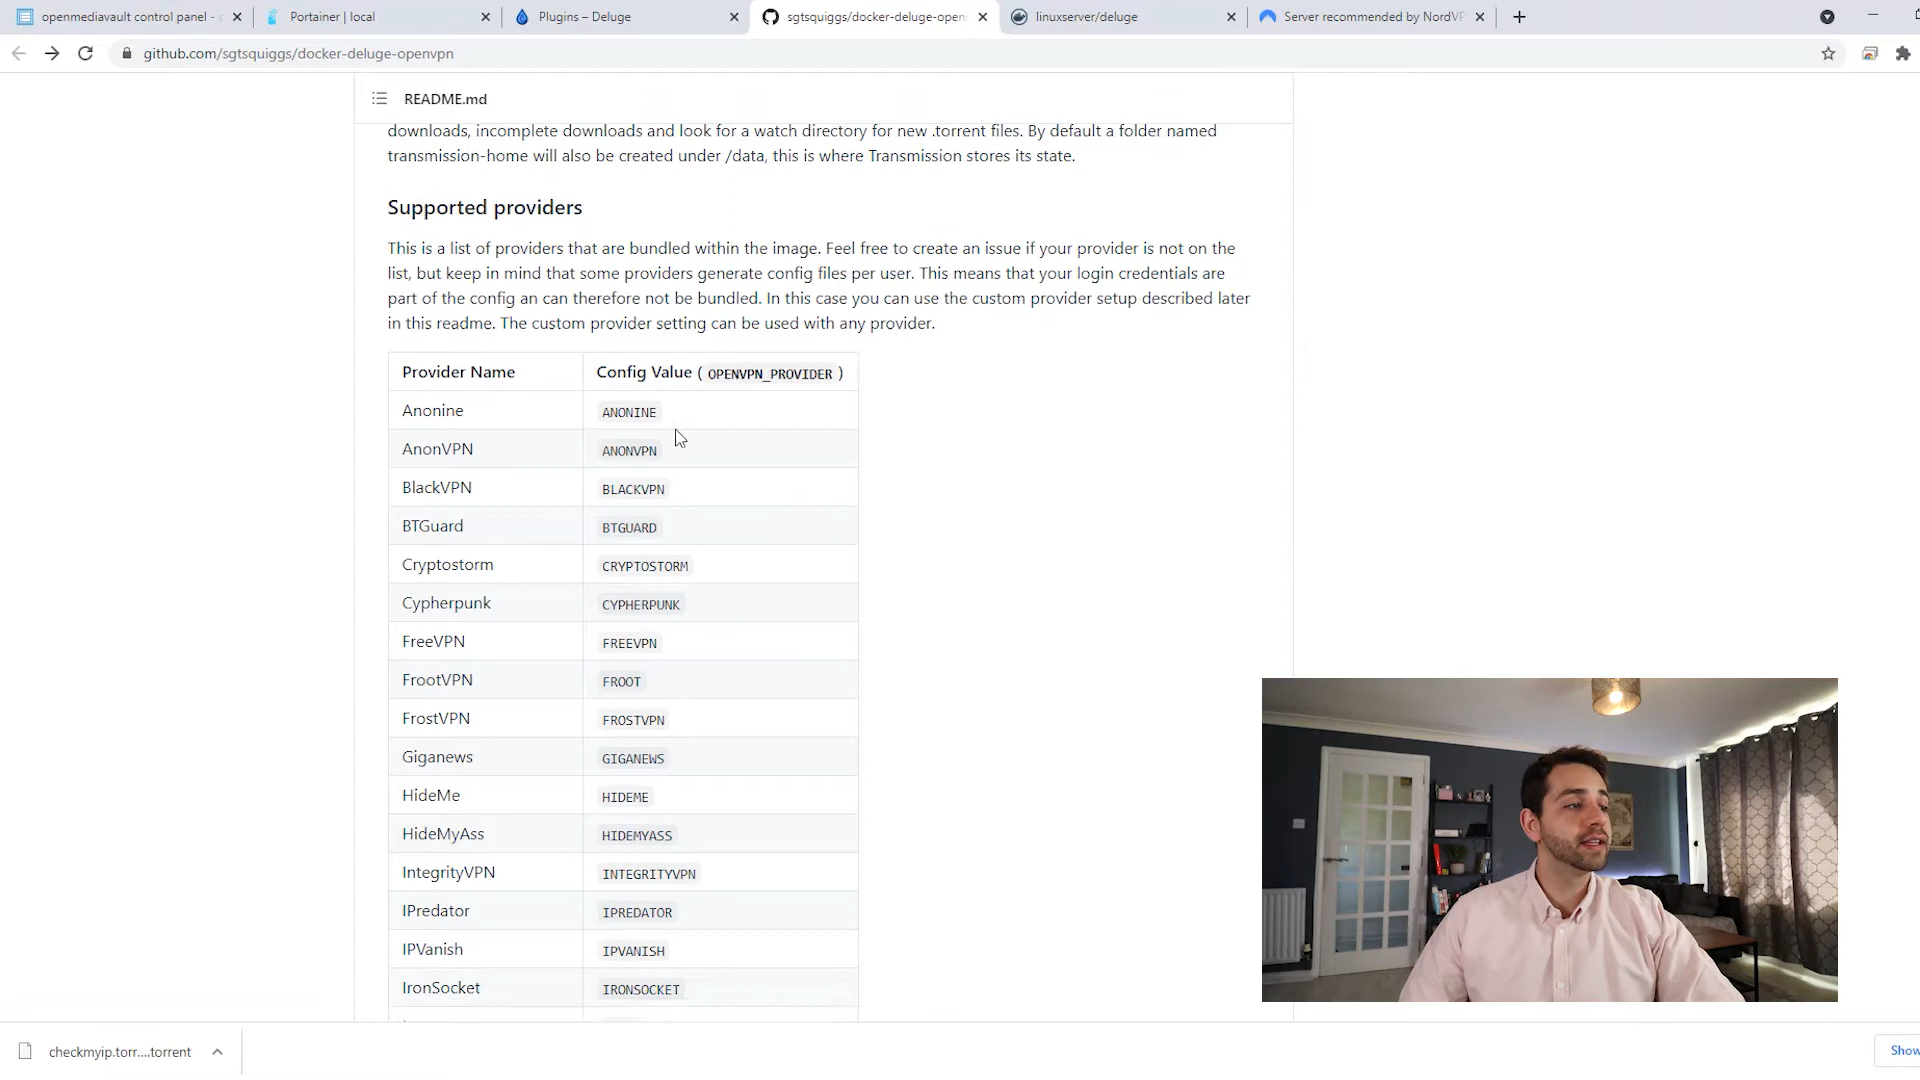 openmediavault control panel - c
Portainer | local
Plugins – Deluge
sgtsquiggs/docker-deluge-open
linuxserver/deluge
Server recommended by NordVP
github.com/sgtsquiggs/docker-deluge-openvpn
README.md
downloads, incomplete downloads and look for a watch directory for new .torrent files. By default a folder named
transmission-home will also be created under /data, this is where Transmission stores its state.
Supported providers
This is a list of providers that are bundled within the image. Feel free to create an issue if your provider is not on the
list, but keep in mind that some providers generate config files per user. This means that your login credentials are
part of the config an can therefore not be bundled. In this case you can use the custom provider setup described later
in this readme. The custom provider setting can be used with any provider.
Provider Name Config Value ( OPENVPN_PROVIDER )
Anonine ANONINE
AnonVPN ANONVPN
BlackVPN BLACKVPN
BTGuard BTGUARD
Cryptostorm CRYPTOSTORM
Cypherpunk CYPHERPUNK
FreeVPN FREEVPN
FrootVPN FROOT
FrostVPN FROSTVPN
Giganews GIGANEWS
HideMe HIDEME
HideMyAss HIDEMYASS
IntegrityVPN INTEGRITYVPN
IPredator IPREDATOR
IPVanish IPVANISH
IronSocket IRONSOCKET
checkmyip.torr....torrent
Show